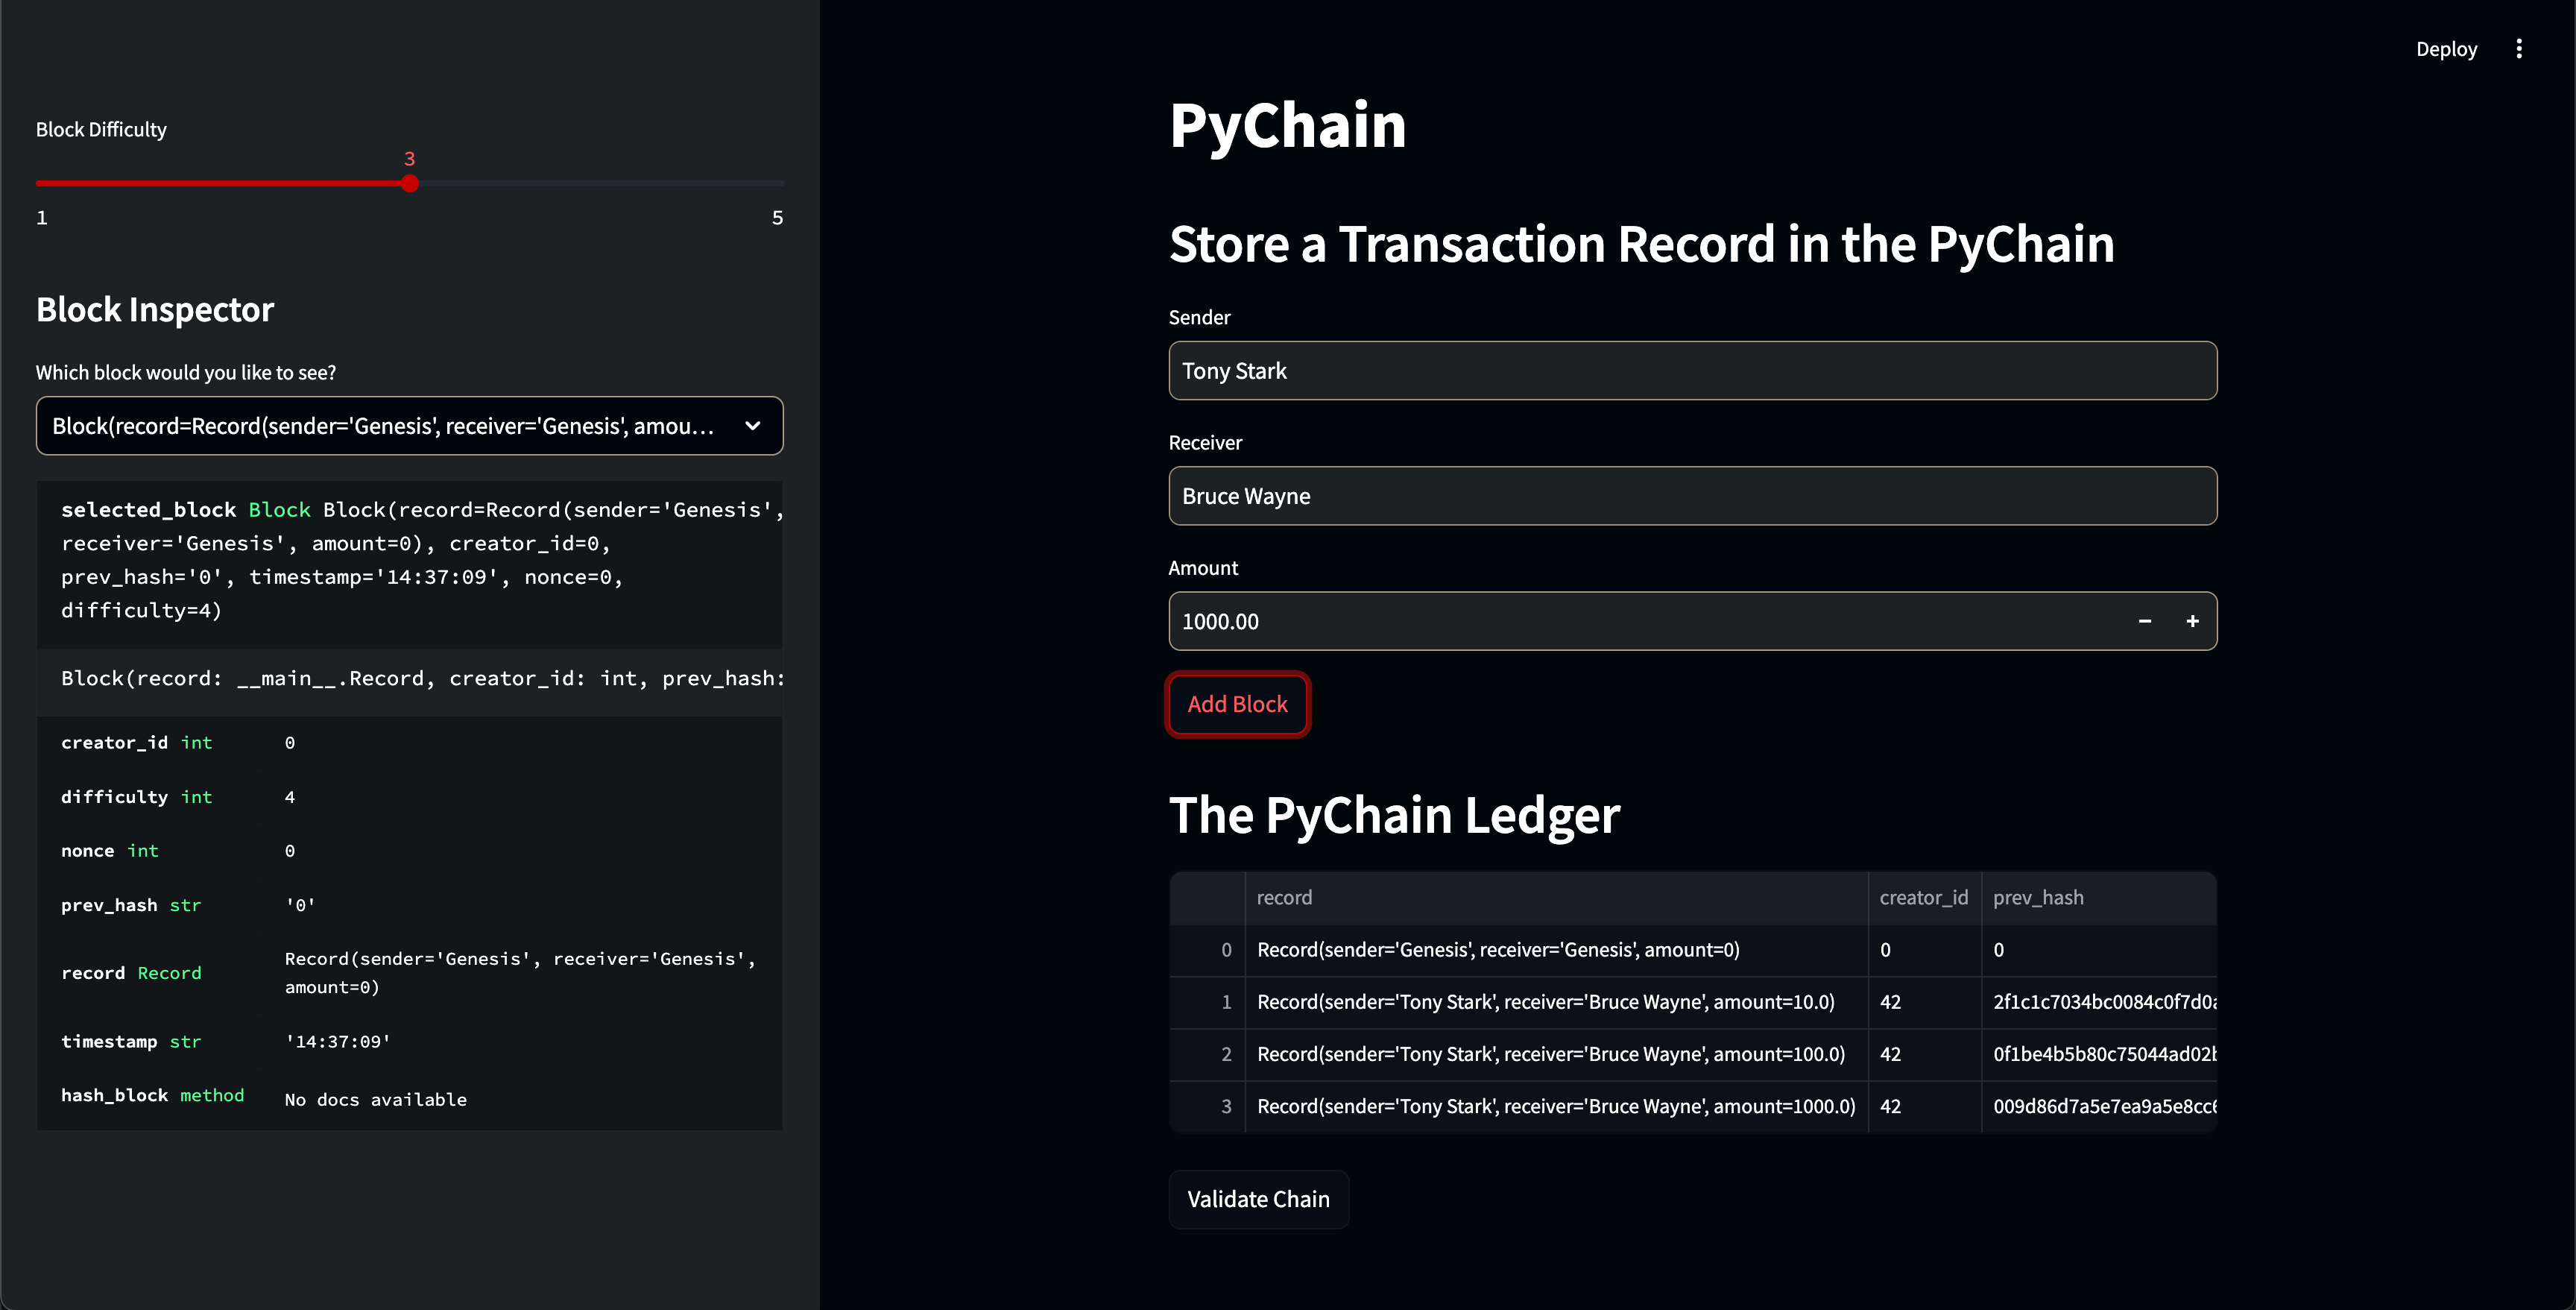 Deploy
Block Difficulty
3
1 5
Block Inspector
Which block would you like to see?
Block(record=Record(sender='Genesis', receiver='Genesis', amou…
selected_block Block Block(record=Record(sender='Genesis',
receiver='Genesis', amount=0), creator_id=0,
prev_hash='0', timestamp='14:37:09', nonce=0,
difficulty=4)
Block(record: __main__.Record, creator_id: int, prev_hash:
creator_id int 0
difficulty int 4
nonce int 0
prev_hash str '0'
record Record Record(sender='Genesis', receiver='Genesis',
amount=0)
timestamp str '14:37:09'
hash_block method No docs available
PyChain
Store a Transaction Record in the PyChain
Sender
Tony Stark
Receiver
Bruce Wayne
Amount
1000.00
Add Block
The PyChain Ledger
record creator_id prev_hash
0 Record(sender='Genesis', receiver='Genesis', amount=0) 0 0
1 Record(sender='Tony Stark', receiver='Bruce Wayne', amount=10.0) 42 2f1c1c7034bc0084c0f7d0a
2 Record(sender='Tony Stark', receiver='Bruce Wayne', amount=100.0) 42 0f1be4b5b80c75044ad02b
3 Record(sender='Tony Stark', receiver='Bruce Wayne', amount=1000.0) 42 009d86d7a5e7ea9a5e8cc6
Validate Chain